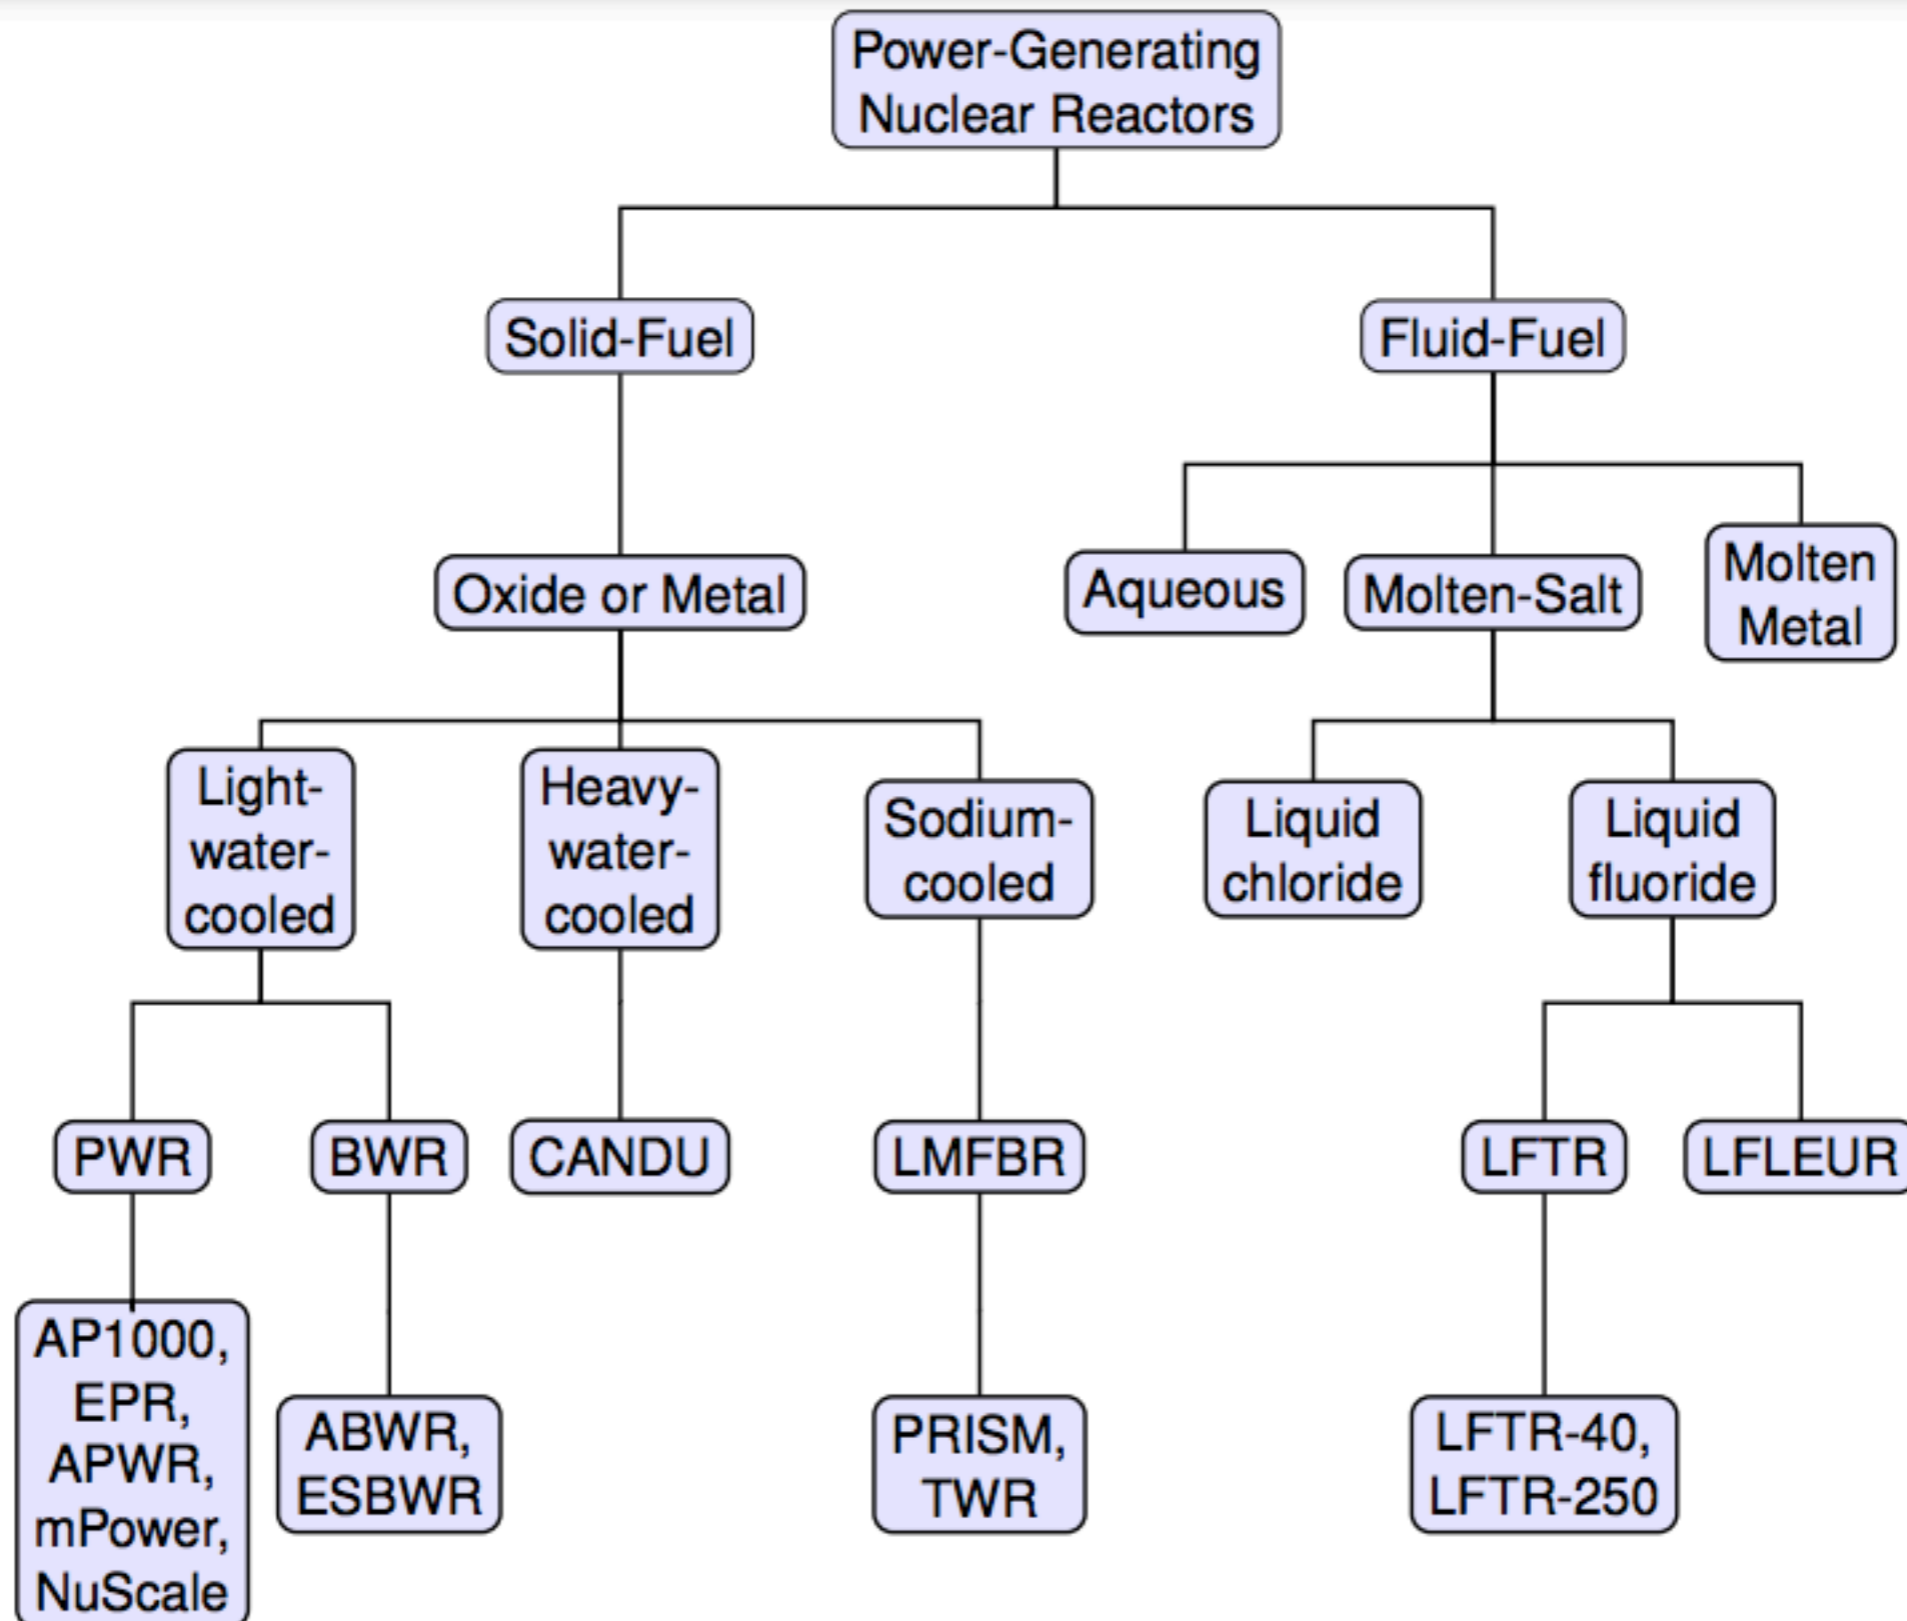 Power-Generating
Nuclear Reactors
Solid-Fuel
Fluid-Fuel
Oxide or Metal
Aqueous
Molten-Salt
Molten
Metal
Light-
water-
cooled
Heavy-
water-
cooled
Sodium-
cooled
Liquid
chloride
Liquid
fluoride
PWR
BWR
CANDU
LMFBR
LFTR
LFLEUR
AP1000,
EPR,
APWR,
mPower,
NuScale
ABWR,
ESBWR
PRISM,
TWR
LFTR-40,
LFTR-250